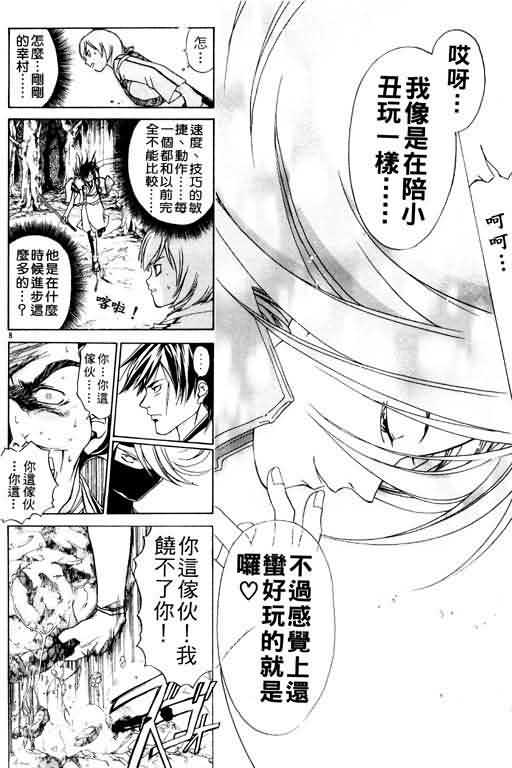 哎呀…
我像是在陪小
丑玩一樣……
呵
呵…
不過感覺上還
蠻好玩的就是
囉♡
怎…
怎麼…剛剛
的幸村……
速度、技巧的敏
捷、動作……每
一個都和以前完
全不能比較……
喀啦！
他是在什麼
時候進步這
麼多的…？
8
…
你…你這
傢伙……
你這傢伙
…你這…
你這傢伙！我
饒不了你！
ズズゴ